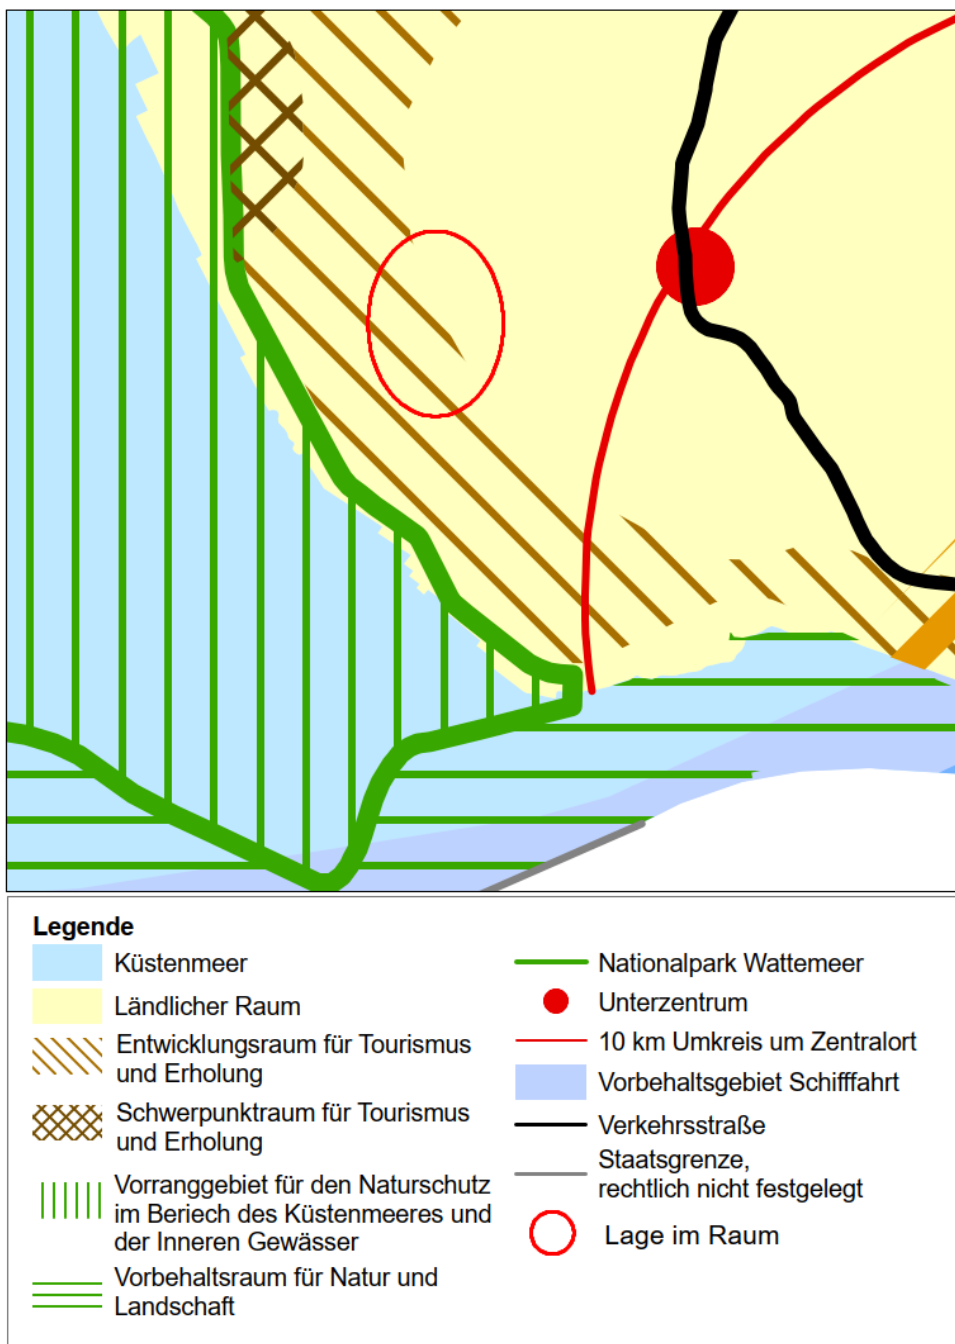 Legende
Küstenmeer
Ländlicher Raum
Entwicklungsraum für Tourismus
und Erholung
Schwerpunktraum für Tourismus
und Erholung
Vorranggebiet für den Naturschutz
im Beriech des Küstenmeeres und
der Inneren Gewässer
Vorbehaltsraum für Natur und
Landschaft
Nationalpark Wattemeer
Unterzentrum
10 km Umkreis um Zentralort
Vorbehaltsgebiet Schifffahrt
Verkehrsstraße
Staatsgrenze,
rechtlich nicht festgelegt
Lage im Raum